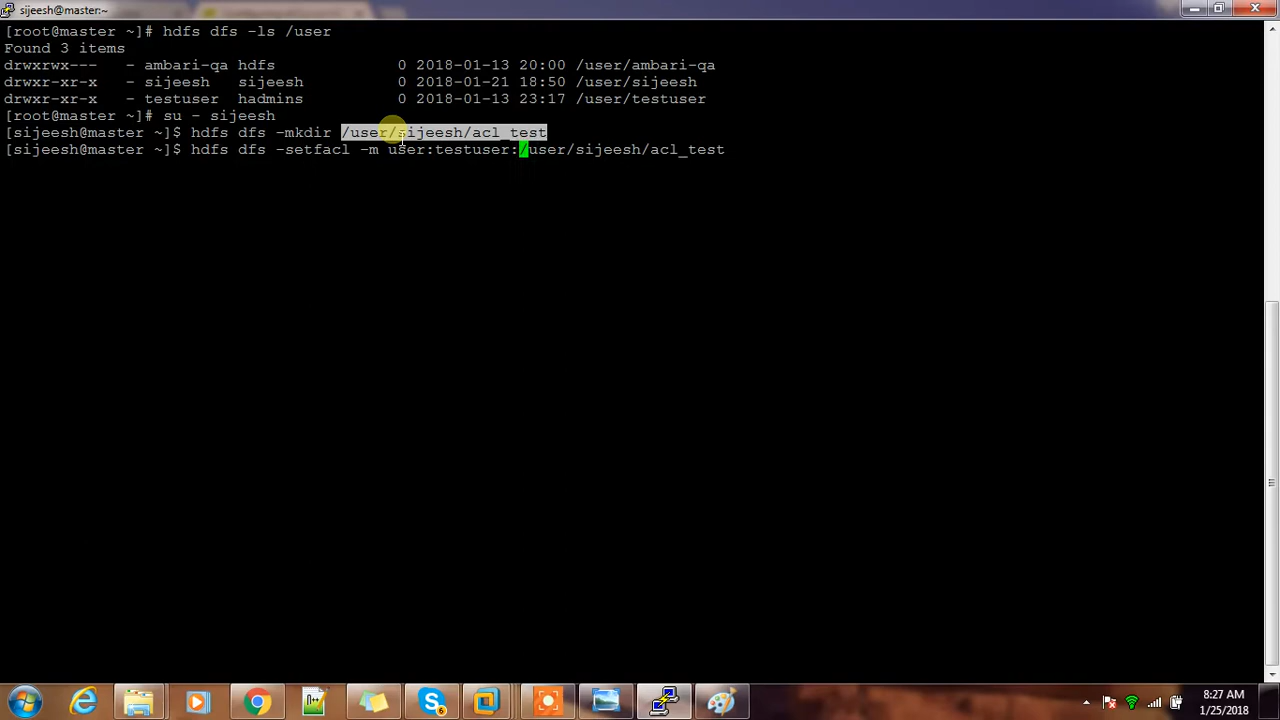 sijeesh@master:~
[root@master ~]# hdfs dfs -ls /user
Found 3 items
drwxrwx--- - ambari-qa hdfs 0 2018-01-13 20:00 /user/ambari-qa
drwxr-xr-x - sijeesh sijeesh 0 2018-01-21 18:50 /user/sijeesh
drwxr-xr-x - testuser hadmins 0 2018-01-13 23:17 /user/testuser
[root@master ~]# su - sijeesh
[sijeesh@master ~]$ hdfs dfs -mkdir /user/sijeesh/acl_test
[sijeesh@master ~]$ hdfs dfs -setfacl -m user:testuser:/user/sijeesh/acl_test
8:27 AM
1/25/2018